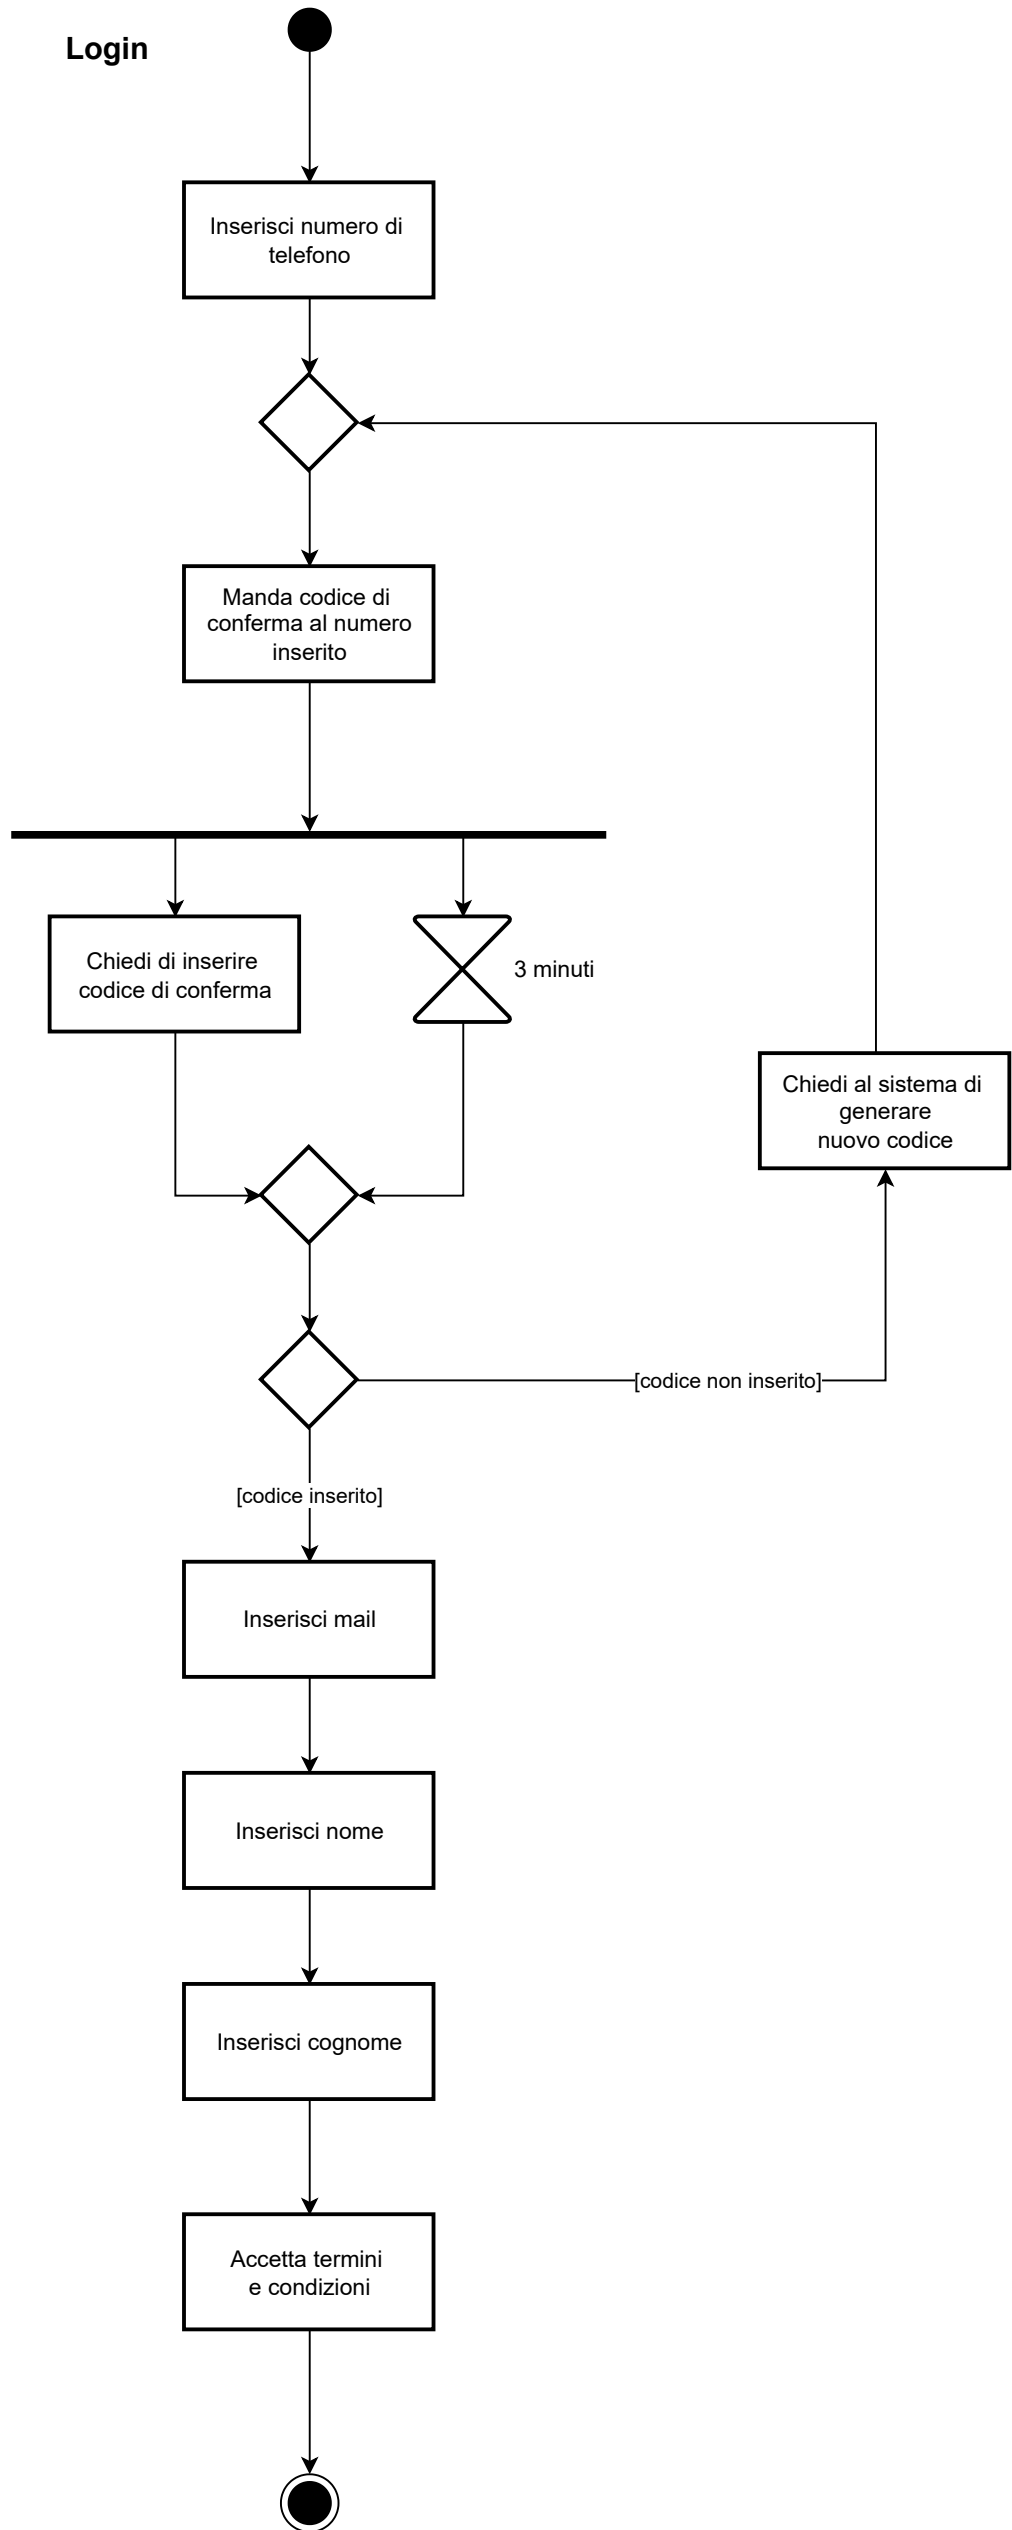 Login
Inserisci numero di
telefono
Manda codice di
conferma al numero
inserito
Chiedi di inserire
codice di conferma
3 minuti
Chiedi al sistema di
generare
nuovo codice
[codice non inserito]
[codice inserito]
Inserisci mail
Inserisci nome
Inserisci cognome
Accetta termini
e condizioni